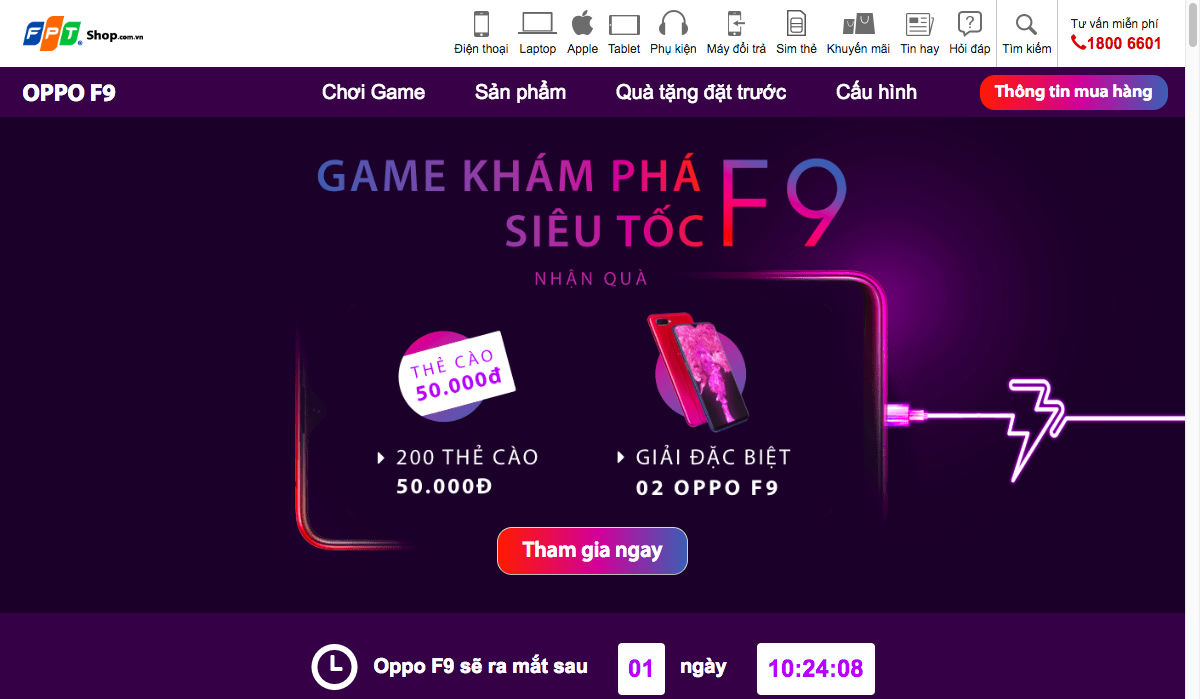 FPT Shop.com.vn
Điện thoại
Laptop
Apple
Tablet
Phụ kiện
Máy đổi trả
Sim thẻ
Khuyến mãi
Tin hay
Hỏi đáp
Tìm kiếm
Tư vấn miễn phí
1800 6601
OPPO F9
Chơi Game
Sản phẩm
Quà tặng đặt trước
Cấu hình
Thông tin mua hàng
GAME KHÁM PHÁ
SIÊU TỐC
F9
NHẬN QUÀ
THẺ CÀO
50.000đ
200 THẺ CÀO
50.000Đ
GIẢI ĐẶC BIỆT
02 OPPO F9
Tham gia ngay
Oppo F9 sẽ ra mắt sau 01 ngày 10:24:08